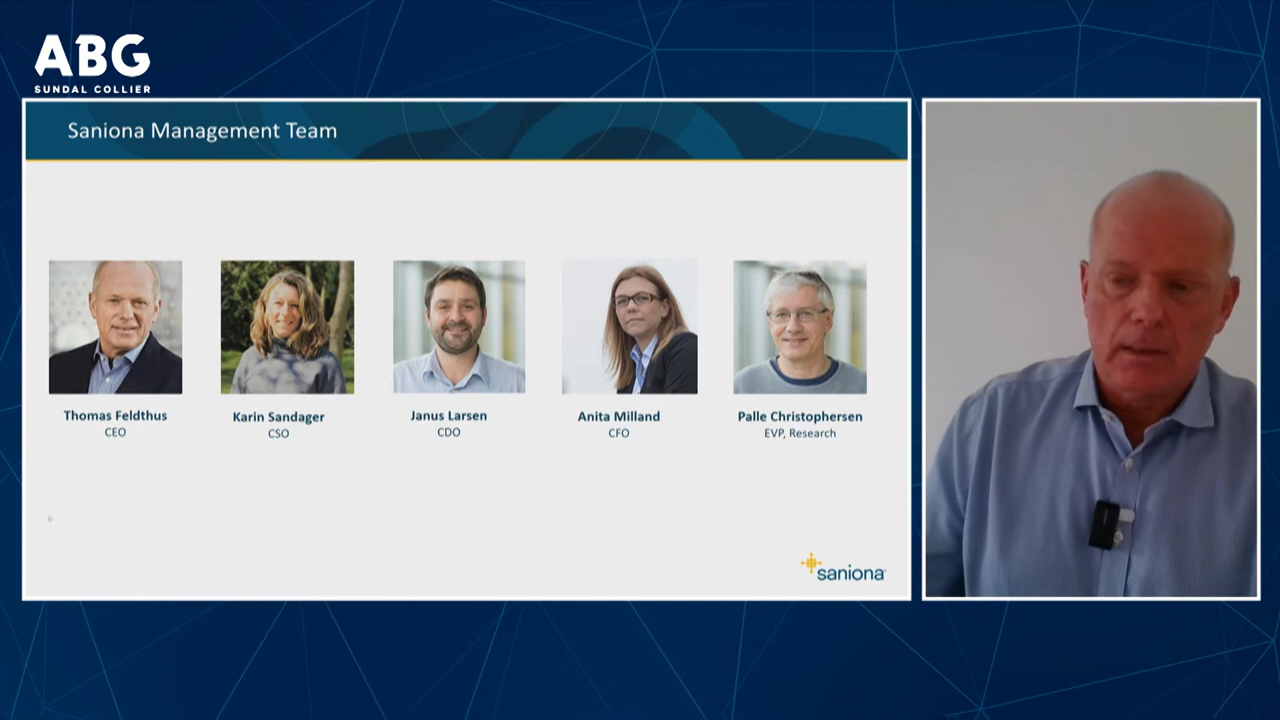 ABG
SUNDAL COLLIER
Saniona Management Team
Thomas Feldthus
CEO
Karin Sandager
CSO
Janus Larsen
CDO
Anita Milland
CFO
Palle Christophersen
EVP, Research
6
saniona